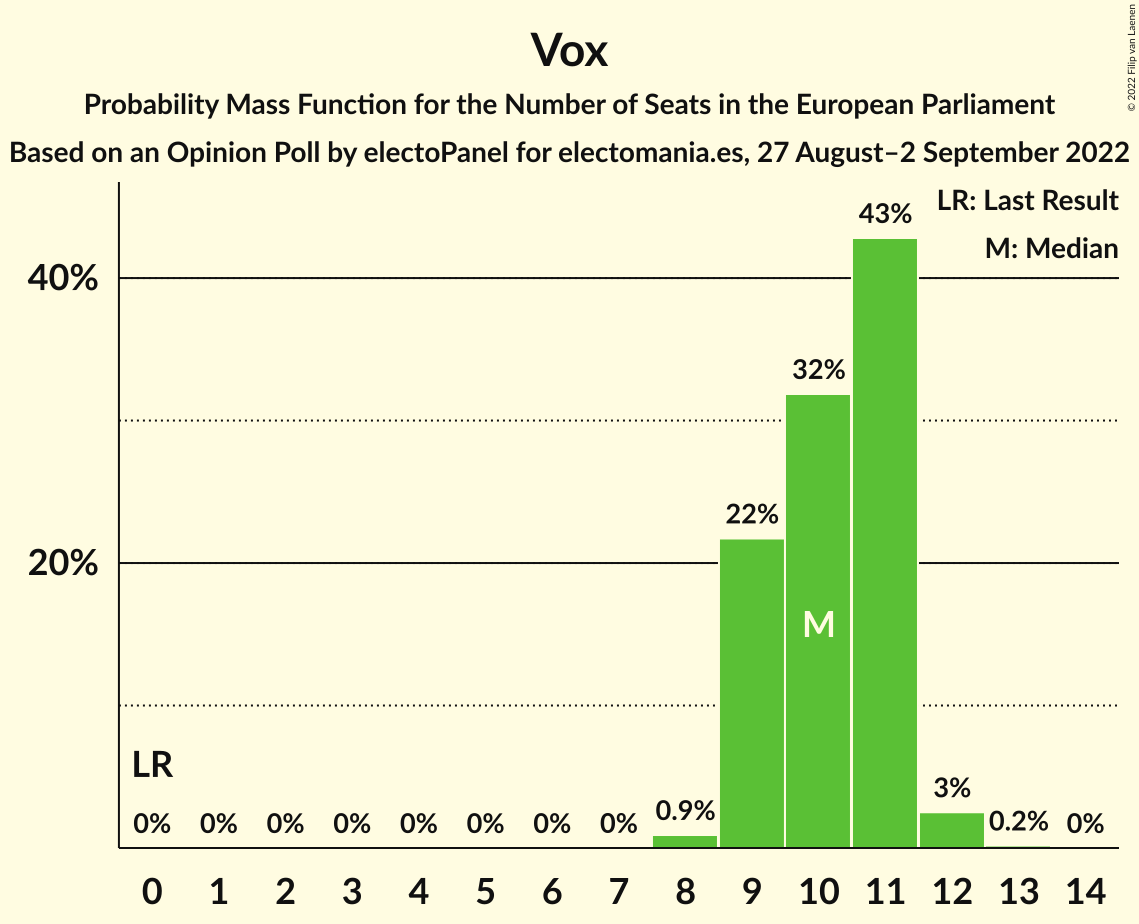 Vox
Probability Mass Function for the Number of Seats in the European Parliament
Based on an Opinion Poll by electoPanel for electomania.es, 27 August–2 September 2022
© 2022 Filip van Laenen
LR: Last Result
M: Median
43%
40%
32%
22%
20%
M
LR
0% 0% 0% 0% 0% 0% 0% 0% 0.9% 3% 0.2% 0%
0 1 2 3 4 5 6 7 8 9 10 11 12 13 14